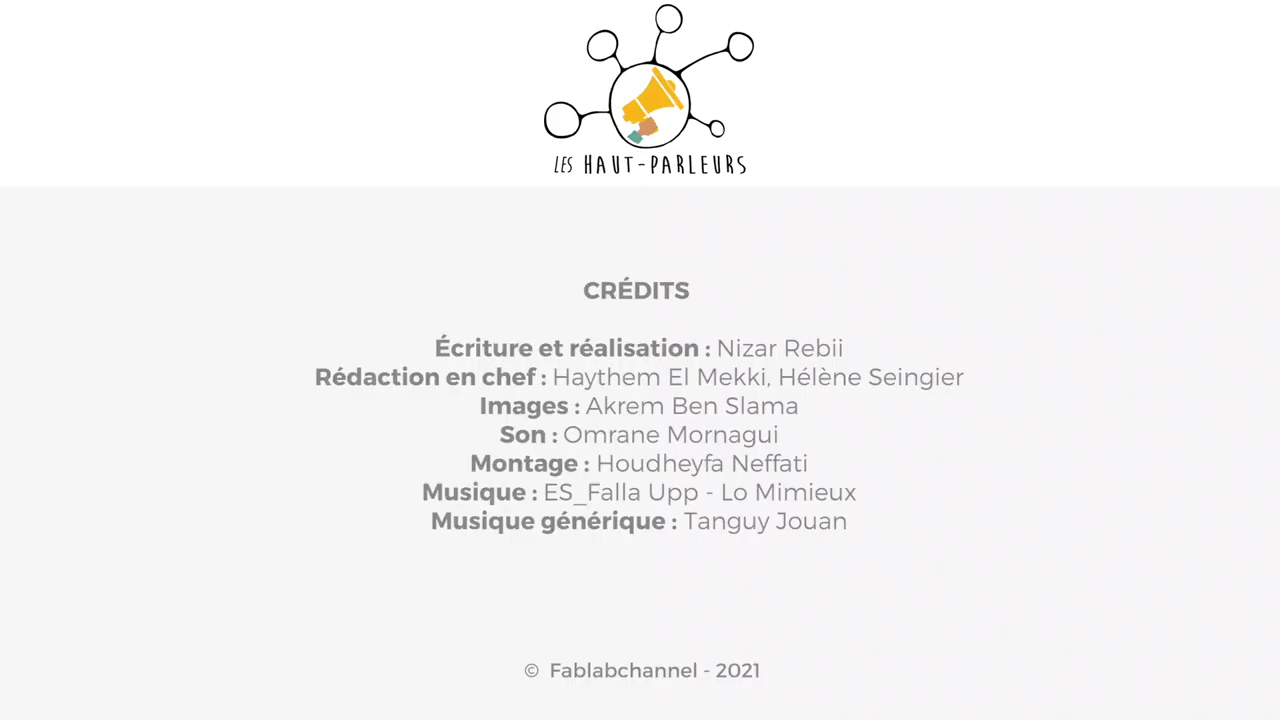 LES HAUT-PARLEURS
CRÉDITS
Écriture et réalisation : Nizar Rebii
Rédaction en chef : Haythem El Mekki, Hélène Seingier
Images : Akrem Ben Slama
Son : Omrane Mornagui
Montage : Houdheyfa Neffati
Musique : ES_Falla Upp - Lo Mimieux
Musique générique : Tanguy Jouan
© Fablabchannel - 2021